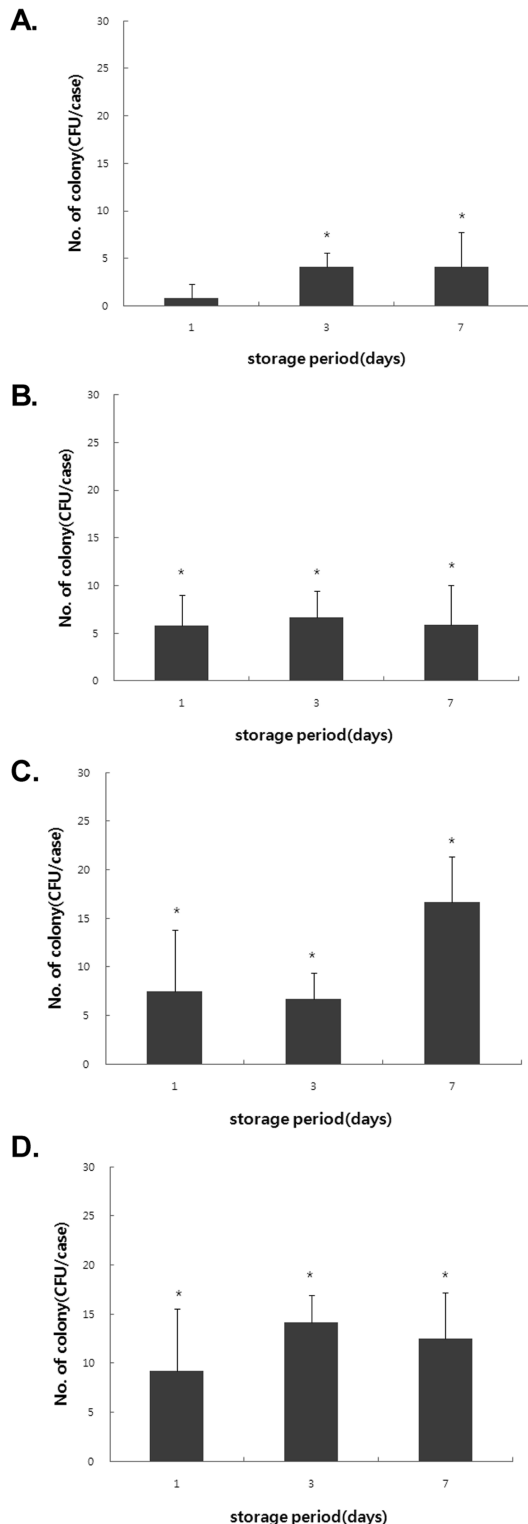 A.
No. of colony(CFU/case)
30
25
20
15
10
5
0
*
*
1 3 7
storage period(days)
B.
No. of colony(CFU/case)
30
25
20
15
10
5
0
* * *
1 3 7
storage period(days)
C.
No. of colony(CFU/case)
30
25
20
15
10
5
0
*
*
*
1 3 7
storage period(days)
D.
No. of colony(CFU/case)
30
25
20
15
10
5
0
* * *
1 3 7
storage period(days)